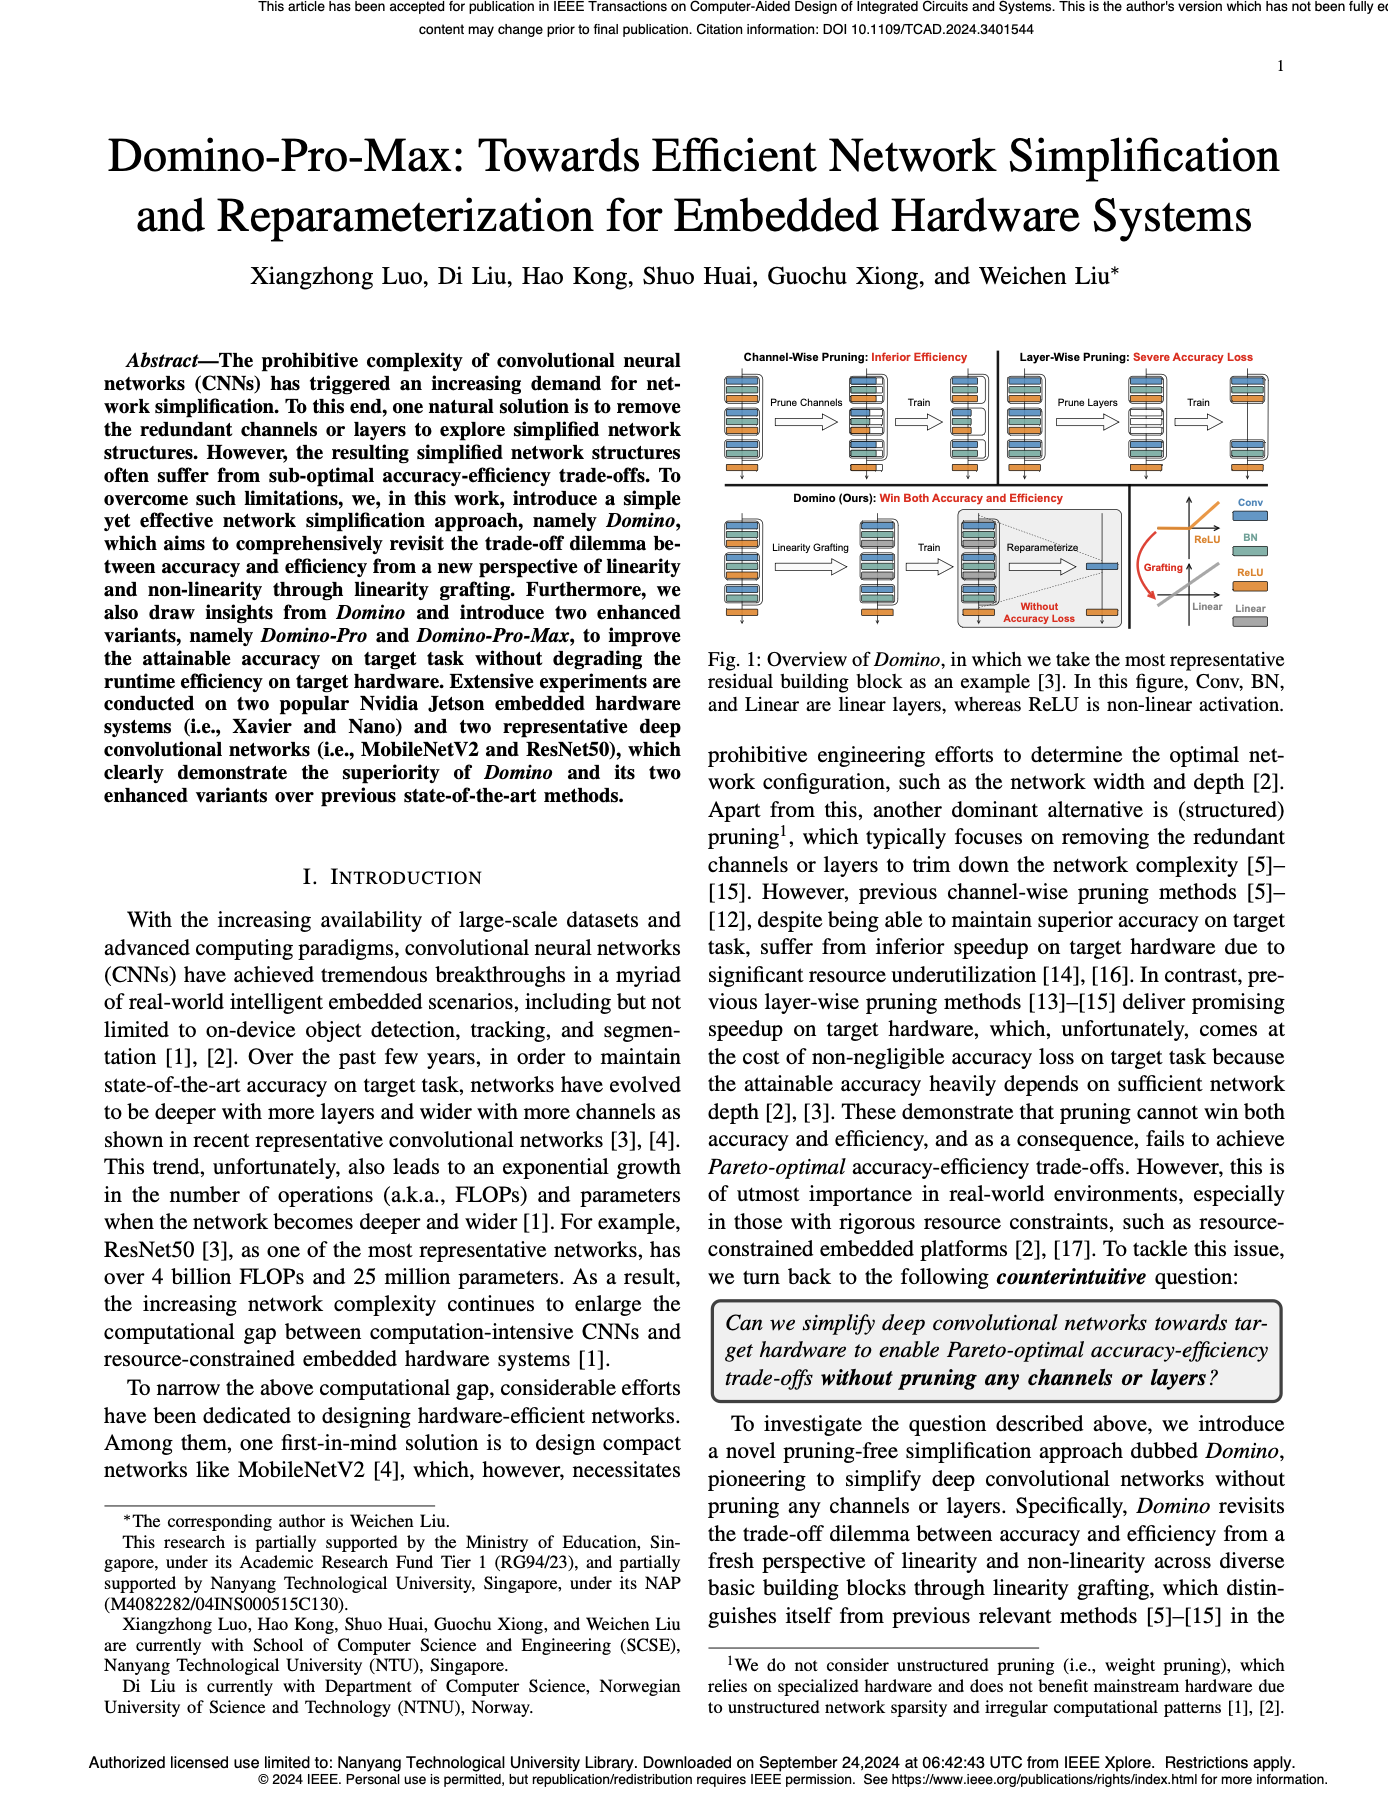 This article has been accepted for publication in IEEE Transactions on Computer-Aided Design of Integrated Circuits and Systems. This is the author's version which has not been fully ed
content may change prior to final publication. Citation information: DOI 10.1109/TCAD.2024.3401544
1
Domino-Pro-Max: Towards Efficient Network Simplification
and Reparameterization for Embedded Hardware Systems
Xiangzhong Luo, Di Liu, Hao Kong, Shuo Huai, Guochu Xiong, and Weichen Liu*
Abstract—The prohibitive complexity of convolutional neural
networks (CNNs) has triggered an increasing demand for net-
work simplification. To this end, one natural solution is to remove
the redundant channels or layers to explore simplified network
structures. However, the resulting simplified network structures
often suffer from sub-optimal accuracy-efficiency trade-offs. To
overcome such limitations, we, in this work, introduce a simple
yet effective network simplification approach, namely Domino,
which aims to comprehensively revisit the trade-off dilemma be-
tween accuracy and efficiency from a new perspective of linearity
and non-linearity through linearity grafting. Furthermore, we
also draw insights from Domino and introduce two enhanced
variants, namely Domino-Pro and Domino-Pro-Max, to improve
the attainable accuracy on target task without degrading the
runtime efficiency on target hardware. Extensive experiments are
conducted on two popular Nvidia Jetson embedded hardware
systems (i.e., Xavier and Nano) and two representative deep
convolutional networks (i.e., MobileNetV2 and ResNet50), which
clearly demonstrate the superiority of Domino and its two
enhanced variants over previous state-of-the-art methods.
I. INTRODUCTION
With the increasing availability of large-scale datasets and
advanced computing paradigms, convolutional neural networks
(CNNs) have achieved tremendous breakthroughs in a myriad
of real-world intelligent embedded scenarios, including but not
limited to on-device object detection, tracking, and segmen-
tation [1], [2]. Over the past few years, in order to maintain
state-of-the-art accuracy on target task, networks have evolved
to be deeper with more layers and wider with more channels as
shown in recent representative convolutional networks [3], [4].
This trend, unfortunately, also leads to an exponential growth
in the number of operations (a.k.a., FLOPs) and parameters
when the network becomes deeper and wider [1]. For example,
ResNet50 [3], as one of the most representative networks, has
over 4 billion FLOPs and 25 million parameters. As a result,
the increasing network complexity continues to enlarge the
computational gap between computation-intensive CNNs and
resource-constrained embedded hardware systems [1].
To narrow the above computational gap, considerable efforts
have been dedicated to designing hardware-efficient networks.
Among them, one first-in-mind solution is to design compact
networks like MobileNetV2 [4], which, however, necessitates
*The corresponding author is Weichen Liu.
This research is partially supported by the Ministry of Education, Sin-
gapore, under its Academic Research Fund Tier 1 (RG94/23), and partially
supported by Nanyang Technological University, Singapore, under its NAP
(M4082282/04INS000515C130).
Xiangzhong Luo, Hao Kong, Shuo Huai, Guochu Xiong, and Weichen Liu
are currently with School of Computer Science and Engineering (SCSE),
Nanyang Technological University (NTU), Singapore.
Di Liu is currently with Department of Computer Science, Norwegian
University of Science and Technology (NTNU), Norway.
Channel-Wise Pruning: Inferior Efficiency
Prune Channels
Train
Layer-Wise Pruning: Severe Accuracy Loss
Prune Layers
Train
Domino (Ours): Win Both Accuracy and Efficiency
Linearity Grafting
Train
Reparameterize
Without
Accuracy Loss
ReLU
Grafting
Linear
Conv
BN
ReLU
Linear
Fig. 1: Overview of Domino, in which we take the most representative
residual building block as an example [3]. In this figure, Conv, BN,
and Linear are linear layers, whereas ReLU is non-linear activation.
prohibitive engineering efforts to determine the optimal net-
work configuration, such as the network width and depth [2].
Apart from this, another dominant alternative is (structured)
pruning1, which typically focuses on removing the redundant
channels or layers to trim down the network complexity [5]–
[15]. However, previous channel-wise pruning methods [5]–
[12], despite being able to maintain superior accuracy on target
task, suffer from inferior speedup on target hardware due to
significant resource underutilization [14], [16]. In contrast, pre-
vious layer-wise pruning methods [13]–[15] deliver promising
speedup on target hardware, which, unfortunately, comes at
the cost of non-negligible accuracy loss on target task because
the attainable accuracy heavily depends on sufficient network
depth [2], [3]. These demonstrate that pruning cannot win both
accuracy and efficiency, and as a consequence, fails to achieve
Pareto-optimal accuracy-efficiency trade-offs. However, this is
of utmost importance in real-world environments, especially
in those with rigorous resource constraints, such as resource-
constrained embedded platforms [2], [17]. To tackle this issue,
we turn back to the following counterintuitive question:
Can we simplify deep convolutional networks towards tar-
get hardware to enable Pareto-optimal accuracy-efficiency
trade-offs without pruning any channels or layers?
To investigate the question described above, we introduce
a novel pruning-free simplification approach dubbed Domino,
pioneering to simplify deep convolutional networks without
pruning any channels or layers. Specifically, Domino revisits
the trade-off dilemma between accuracy and efficiency from a
fresh perspective of linearity and non-linearity across diverse
basic building blocks through linearity grafting, which distin-
guishes itself from previous relevant methods [5]–[15] in the
1We do not consider unstructured pruning (i.e., weight pruning), which
relies on specialized hardware and does not benefit mainstream hardware due
to unstructured network sparsity and irregular computational patterns [1], [2].
Authorized licensed use limited to: Nanyang Technological University Library. Downloaded on September 24,2024 at 06:42:43 UTC from IEEE Xplore. Restrictions apply.
© 2024 IEEE. Personal use is permitted, but republication/redistribution requires IEEE permission. See https://www.ieee.org/publications/rights/index.html for more information.